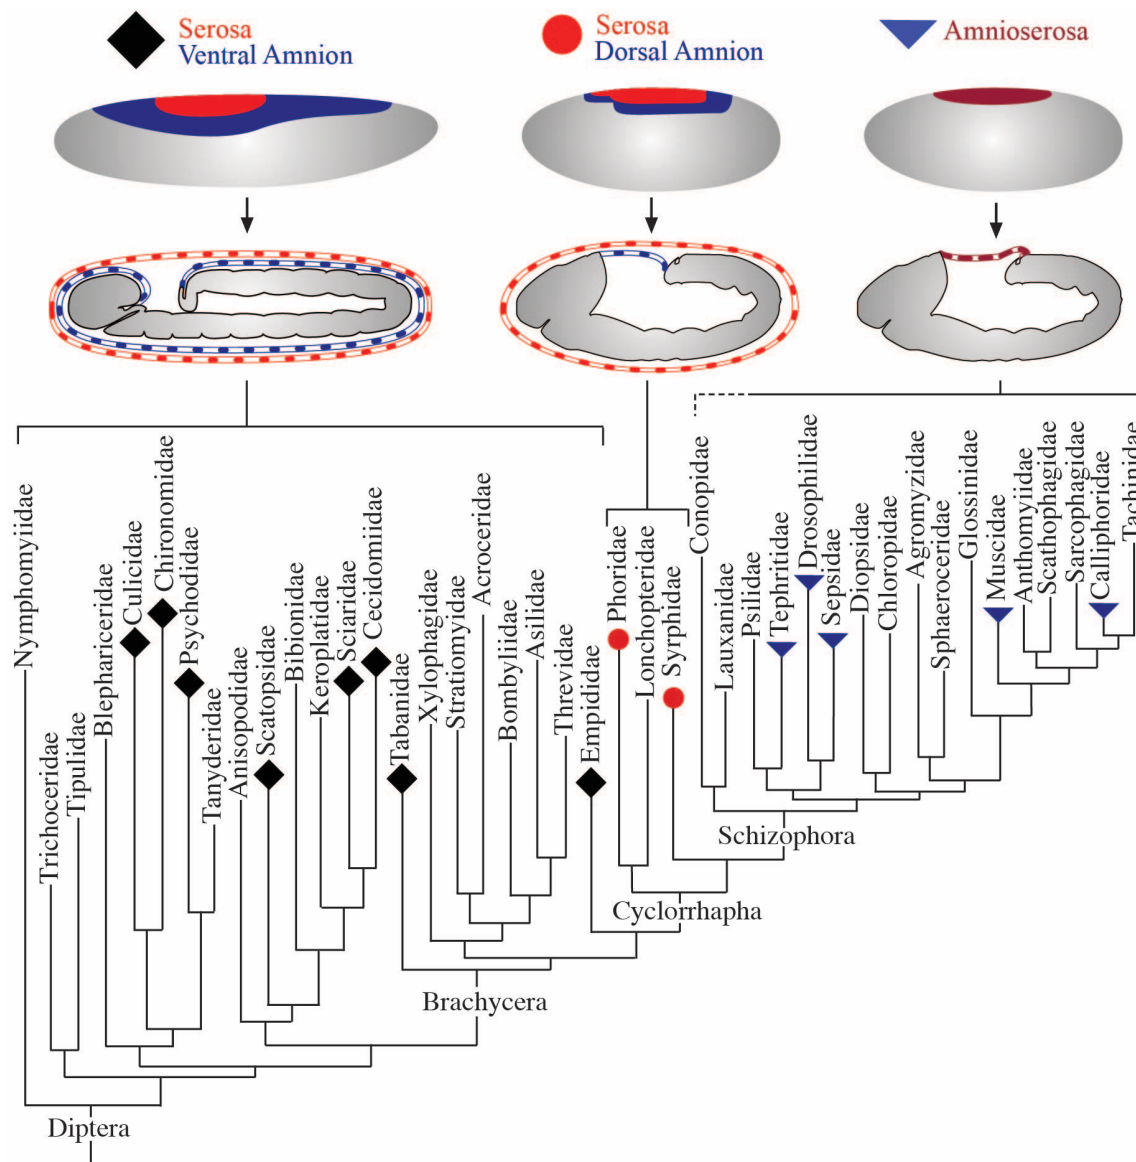 Serosa
Ventral Amnion
Serosa
Dorsal Amnion
Amnioserosa
Nymphomyiidae
Trichoceridae
Tipulidae
Blephariceridae
Culicidae
Chironomidae
Psychodidae
Tanyderidae
Anisopodidae
Scatopsidae
Bibionidae
Keroplatidae
Sciaridae
Cecidomiidae
Tabanidae
Xylophagidae
Stratiomyidae
Acroceridae
Bombyliidae
Asilidae
Threvidae
Empididae
Phoridae
Lonchopteridae
Syrphidae
Conopidae
Lauxanidae
Psilidae
Tephritidae
Drosophilidae
Sepsidae
Diopsidae
Chloropidae
Agromyzidae
Sphaeroceridae
Glossinidae
Muscidae
Anthomyiidae
Scathophagidae
Sarcophagidae
Calliphoridae
Tachinidae
Schizophora
Cyclorrhapha
Brachycera
Diptera